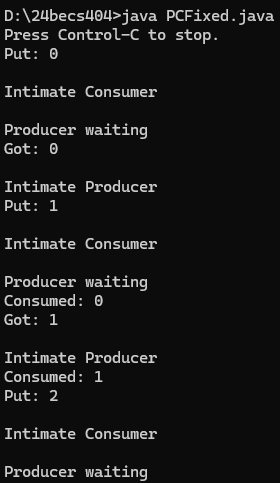 D:\24becs404>java PCFixed.java
Press Control-C to stop.
Put: 0
Intimate Consumer
Producer waiting
Got: 0
Intimate Producer
Put: 1
Intimate Consumer
Producer waiting
Consumed: 0
Got: 1
Intimate Producer
Consumed: 1
Put: 2
Intimate Consumer
Producer waiting